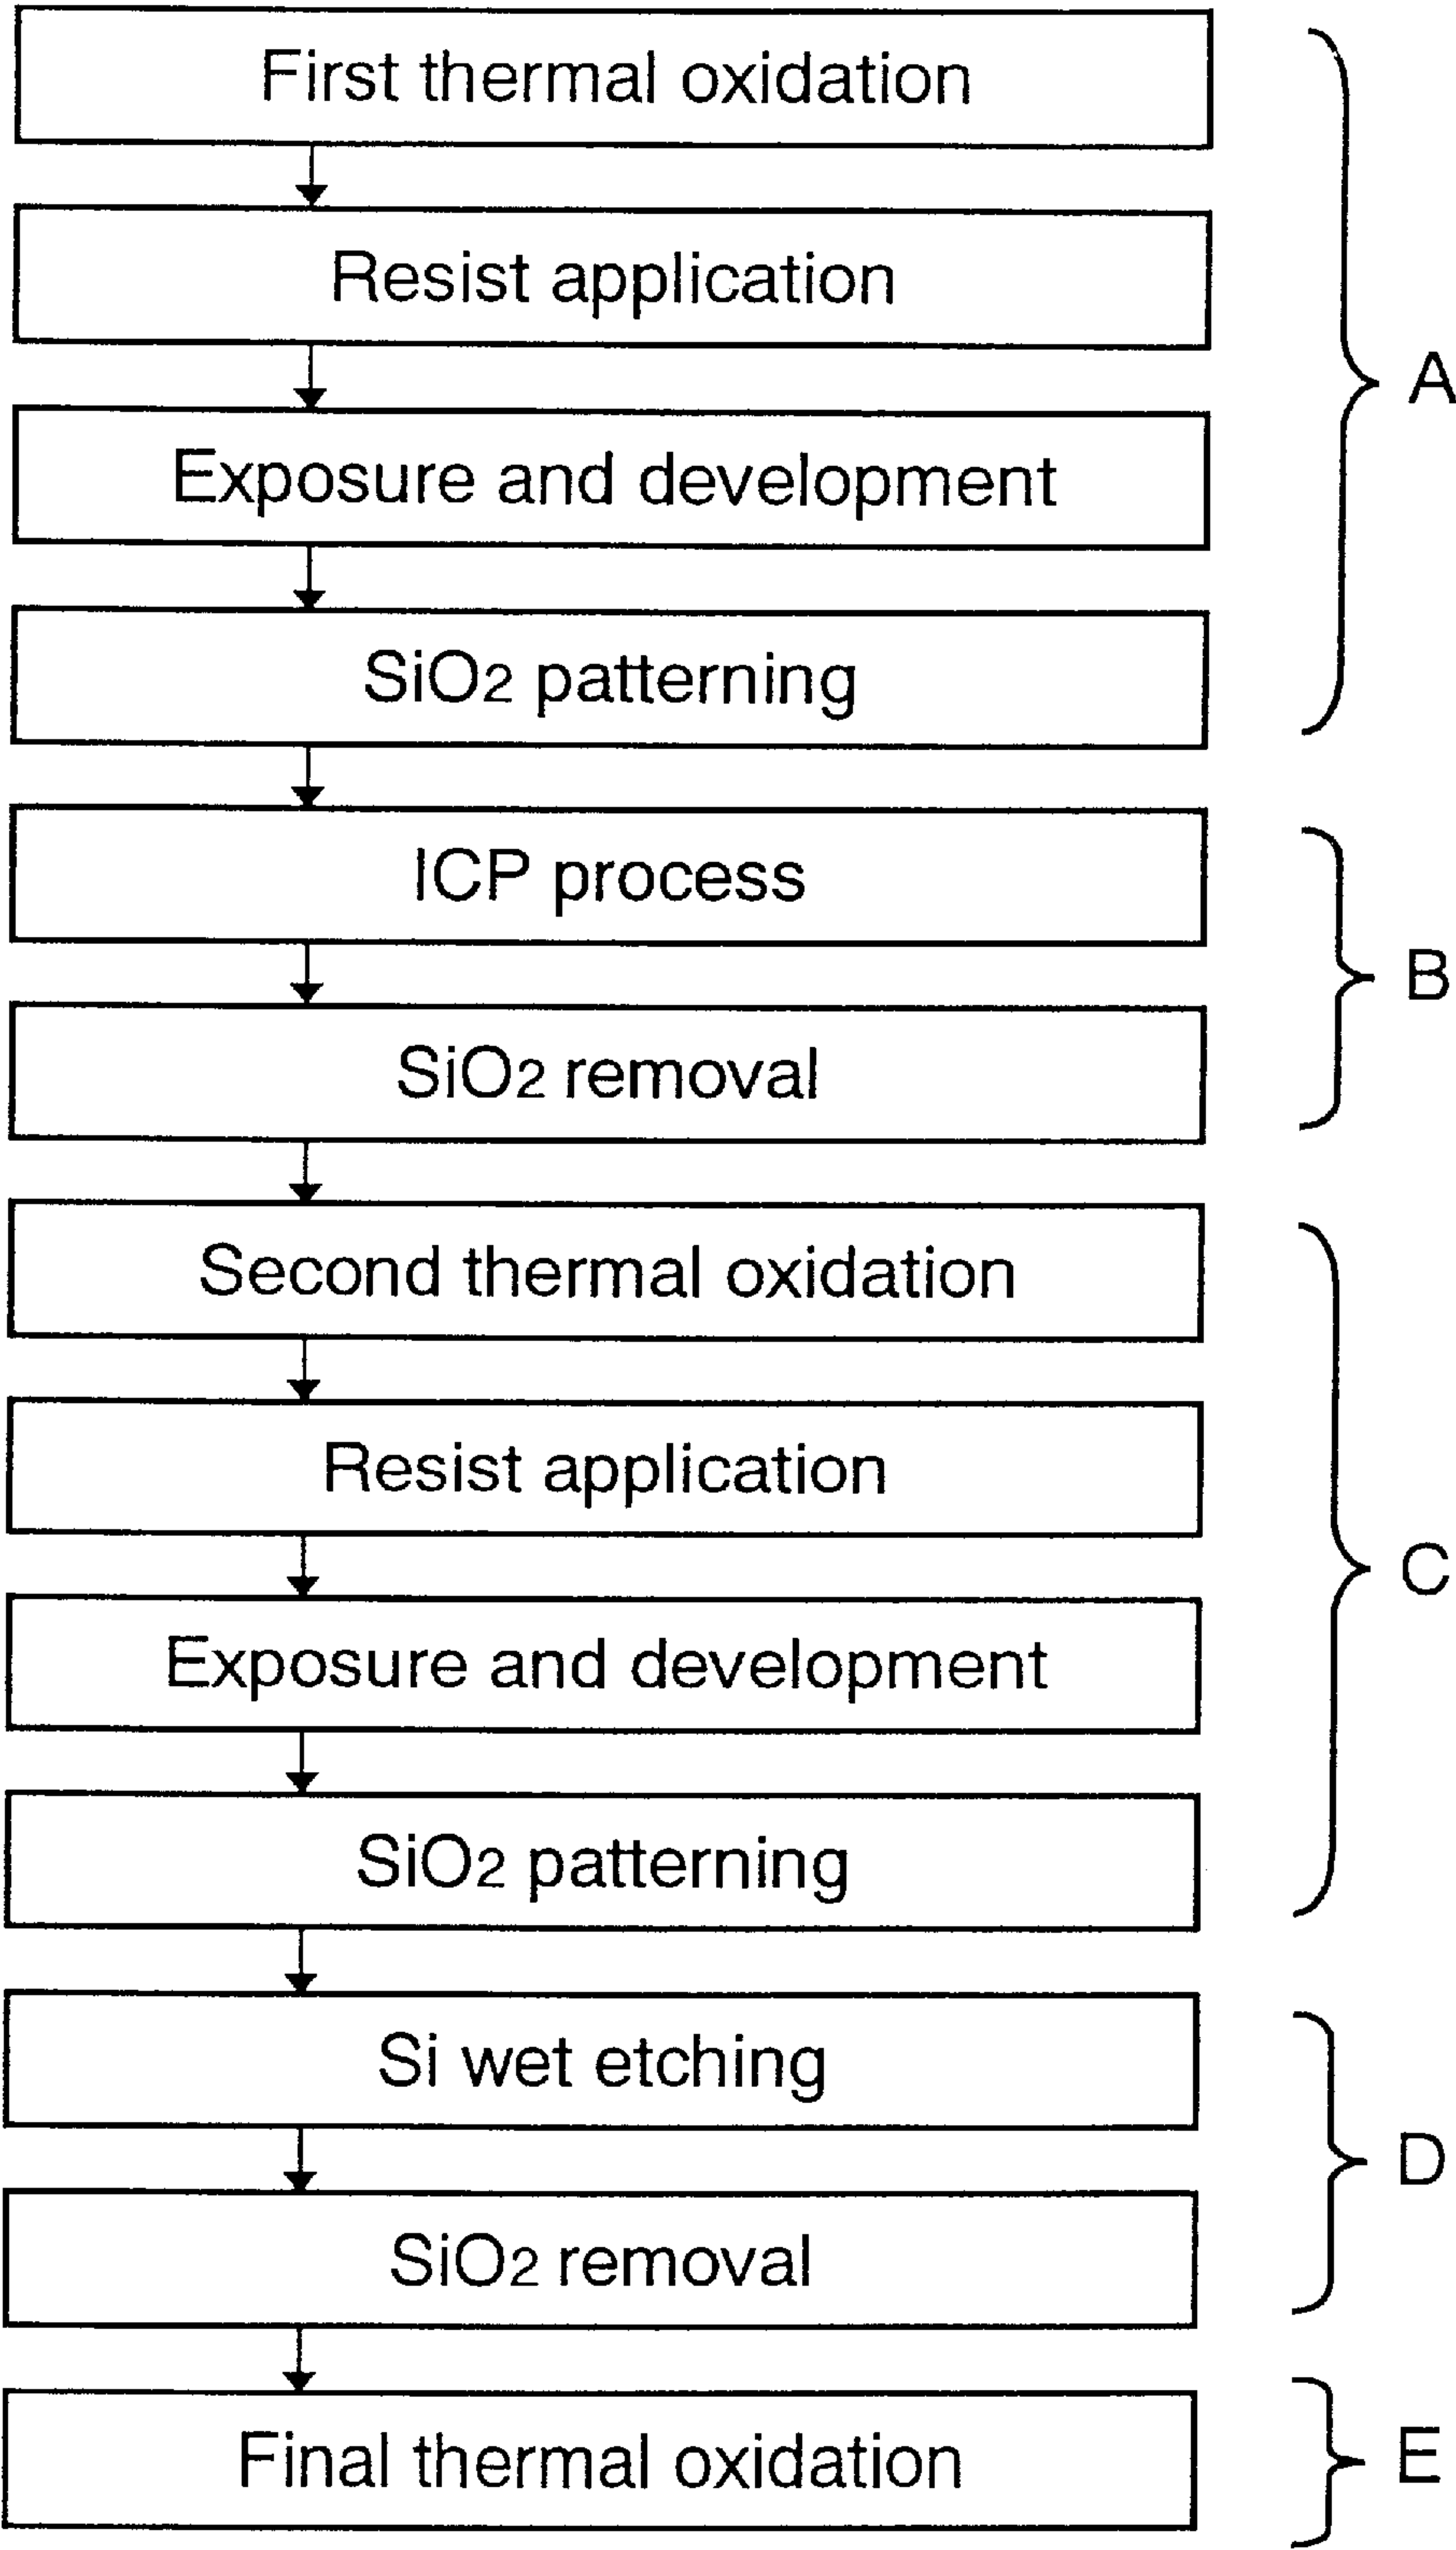 First thermal oxidation
Resist application
Exposure and development
SiO2 patterning
A
ICP process
SiO2 removal
B
Second thermal oxidation
Resist application
Exposure and development
SiO2 patterning
C
Si wet etching
SiO2 removal
D
Final thermal oxidation
E